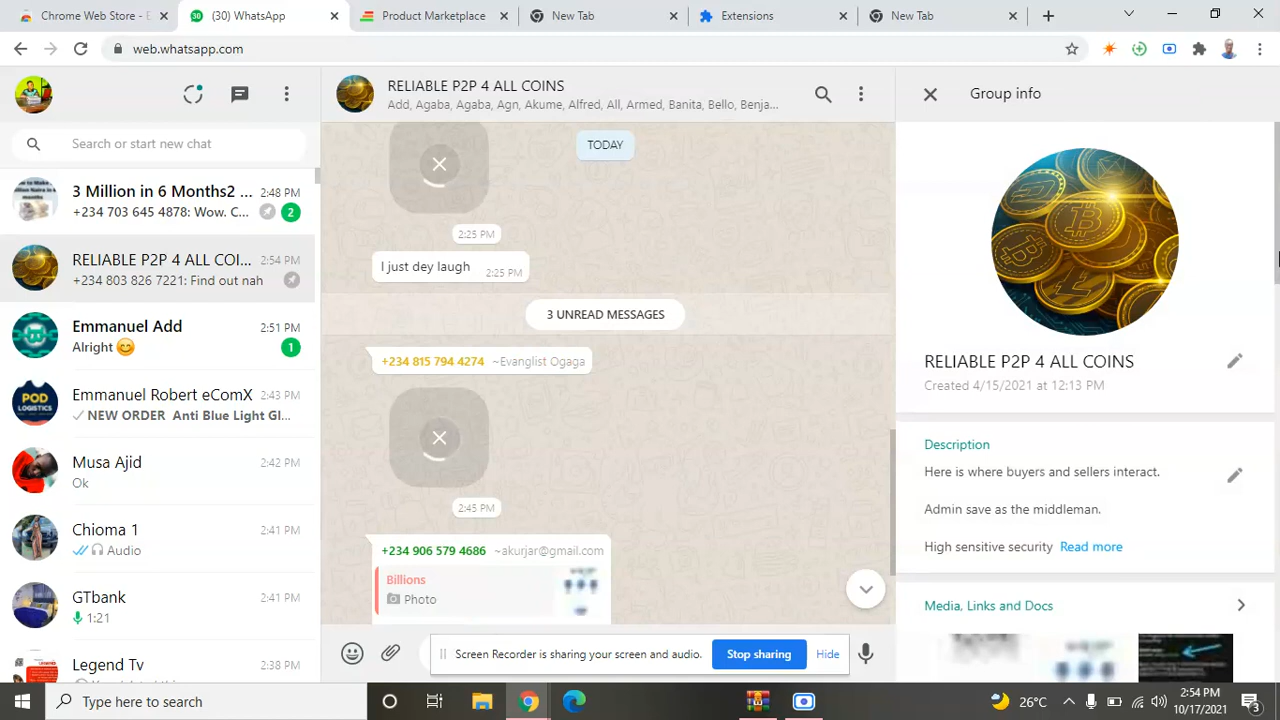 Chrome Web Store - E
(30) WhatsApp
Product Marketplace
New Tab
Extensions
New Tab
web.whatsapp.com
RELIABLE P2P 4 ALL COINS
Add, Agaba, Agaba, Agn, Akume, Alfred, All, Armed, Banita, Bello, Benja...
Group info
Search or start new chat
3 Million in 6 Months2 ... 2:48 PM
+234 703 645 4878: Wow. C... 2
RELIABLE P2P 4 ALL COI... 2:54 PM
+234 803 826 7221: Find out nah
Emmanuel Add 2:51 PM
Alright 😊 1
Emmanuel Robert eComX 2:43 PM
NEW ORDER Anti Blue Light Gl...
POD
LOGISTICS
Musa Ajid 2:42 PM
Ok
Chioma 1 2:41 PM
Audio
GTbank 2:41 PM
1:21
Legend Tv 2:38 PM
TODAY
2:25 PM
I just dey laugh 2:25 PM
3 UNREAD MESSAGES
+234 815 794 4274 ~Evanglist Ogaga
2:45 PM
+234 906 579 4686 ~akurjar@gmail.com
Billions
Photo
Screen Recorder is sharing your screen and audio. Stop sharing Hide
RELIABLE P2P 4 ALL COINS
Created 4/15/2021 at 12:13 PM
Description
Here is where buyers and sellers interact.
Admin save as the middleman.
High sensitive security Read more
Media, Links and Docs
Type here to search
26°C
2:54 PM
10/17/2021
3